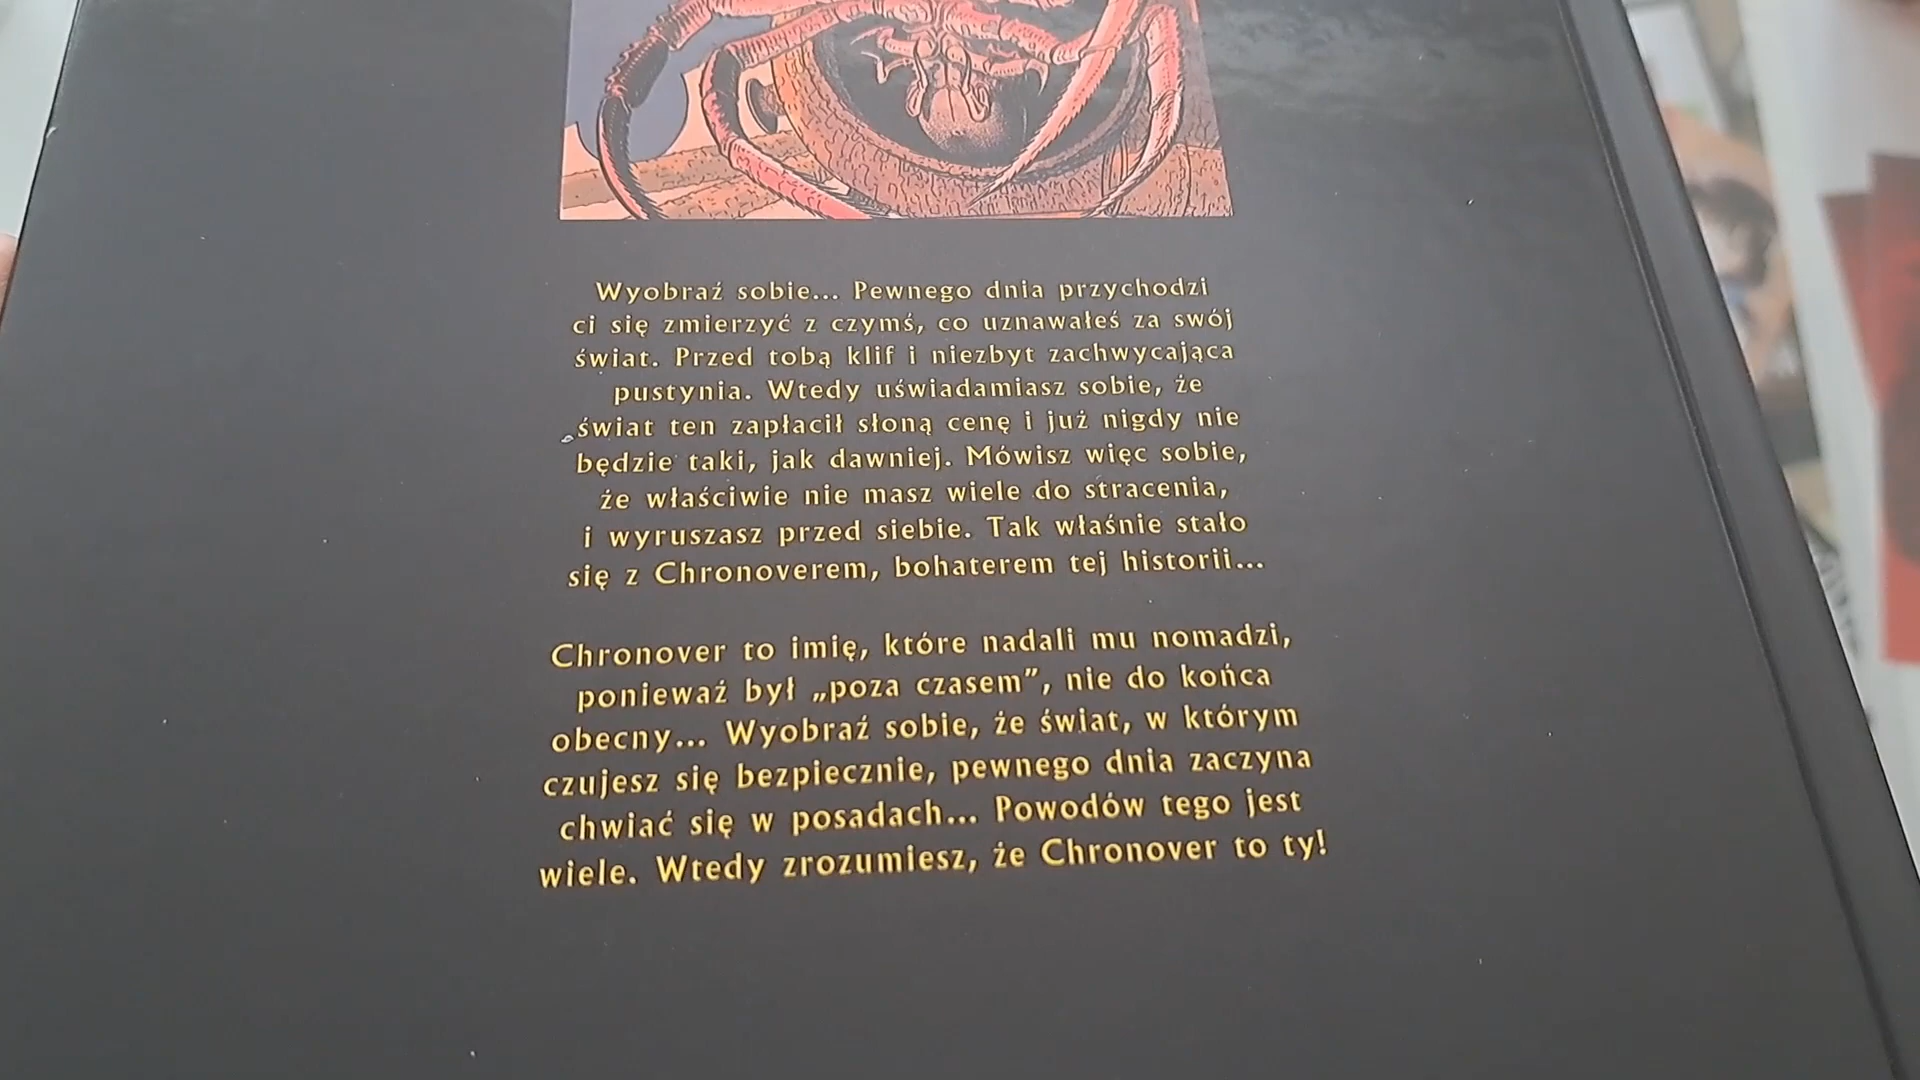 Wyobraź sobie... Pewnego dnia przychodzi
ci się zmierzyć z czymś, co uznawałeś za swój
świat. Przed tobą klif i niezbyt zachwycająca
pustynia. Wtedy uświadamiasz sobie, że
świat ten zapłacił słoną cenę i już nigdy nie
będzie taki, jak dawniej. Mówisz więc sobie,
że właściwie nie masz wiele do stracenia,
i wyruszasz przed siebie. Tak właśnie stało
się z Chronoverem, bohaterem tej historii...
Chronover to imię, które nadali mu nomadzi,
ponieważ był „poza czasem”, nie do końca
obecny... Wyobraź sobie, że świat, w którym
czujesz się bezpiecznie, pewnego dnia zaczyna
chwiać się w posadach... Powodów tego jest
wiele. Wtedy zrozumiesz, że Chronover to ty!